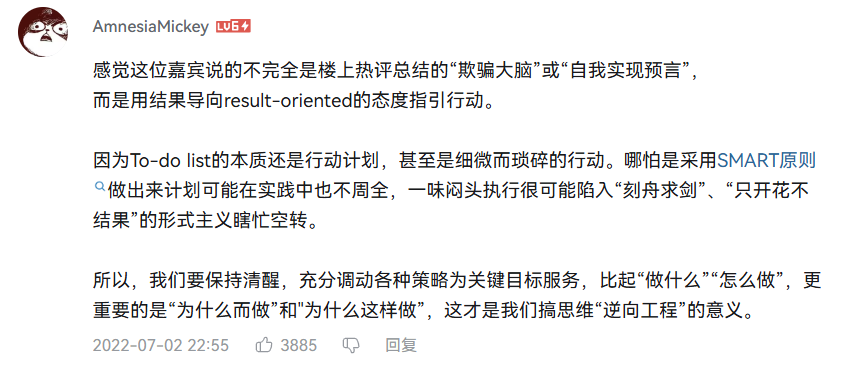 AmnesiaMickey LV6
感觉这位嘉宾说的不完全是楼上热评总结的“欺骗大脑”或“自我实现预言”，
而是用结果导向result-oriented的态度指引行动。
因为To-do list的本质还是行动计划，甚至是细微而琐碎的行动。哪怕是采用SMART原则
做出来计划可能在实践中也不周全，一味闷头执行很可能陷入“刻舟求剑”、“只开花不
结果”的形式主义瞎忙空转。
所以，我们要保持清醒，充分调动各种策略为关键目标服务，比起“做什么”“怎么做”，更
重要的是“为什么而做”和"为什么这样做”，这才是我们搞思维“逆向工程”的意义。
2022-07-02 22:55 3885 回复